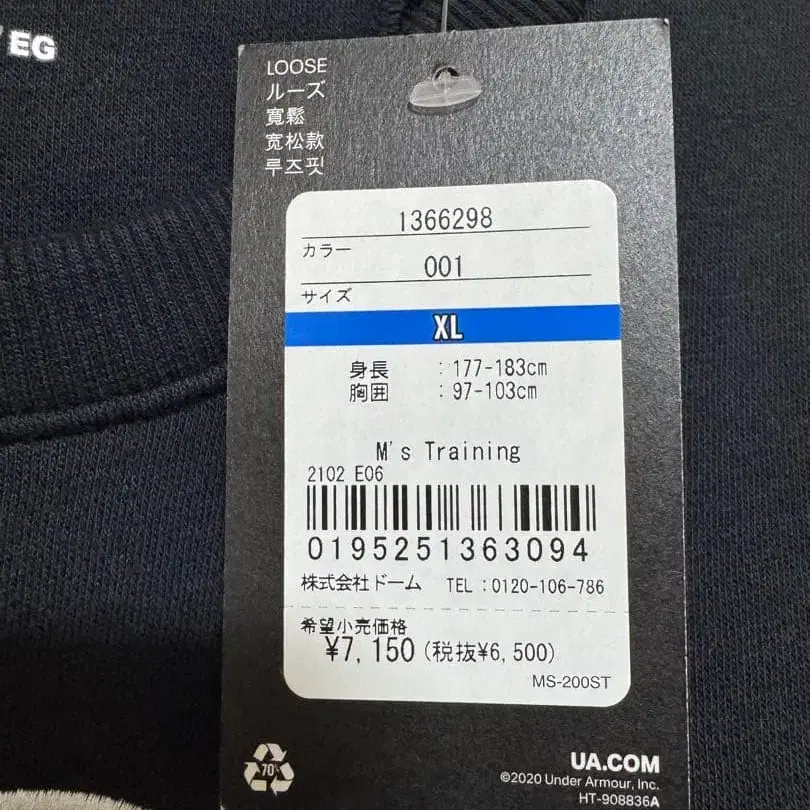 EG
LOOSE
ルーズ
寬鬆
宽松款
루즈핏
1366298
カラー
001
サイズ
XL
身長 : 177-183cm
胸囲 : 97-103cm
M's Training
2102 E06
0195251363094
株式会社ドーム TEL : 0120-106-786
希望小売価格
¥7,150 (税抜¥6,500)
MS-200ST
70%
UA.COM
©2020 Under Armour, Inc.
HT-908836A